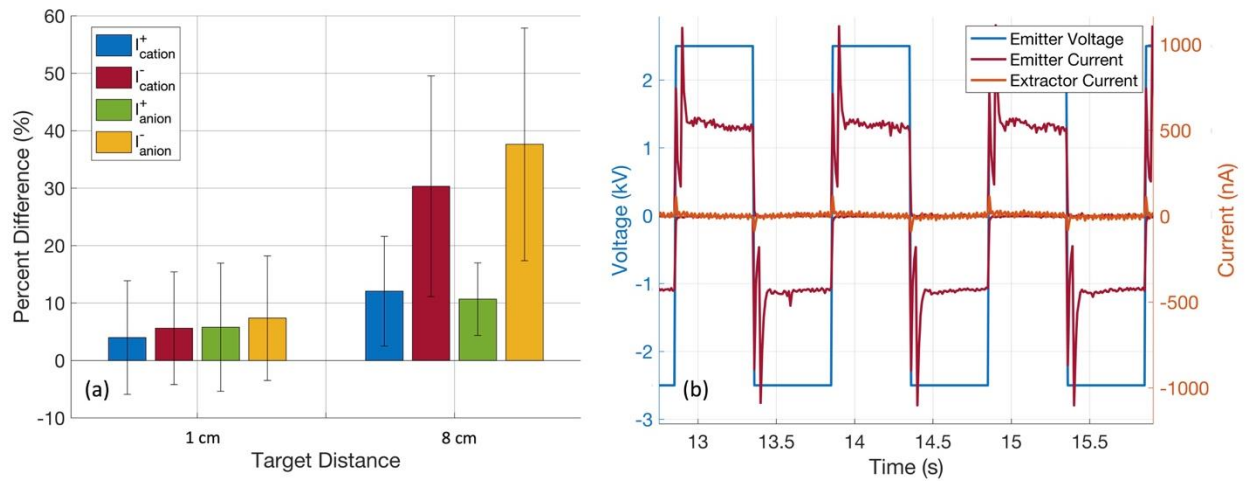 60
50
40
30
20
10
0
-10
Percent Difference (%)
I+cation
I-cation
I+anion
I-anion
(a)
1 cm
8 cm
Target Distance
2
1
0
-1
-2
-3
Voltage (kV)
Emitter Voltage
Emitter Current
Extractor Current
1000
500
0
-500
-1000
Current (nA)
(b)
13
13.5
14
14.5
15
15.5
Time (s)